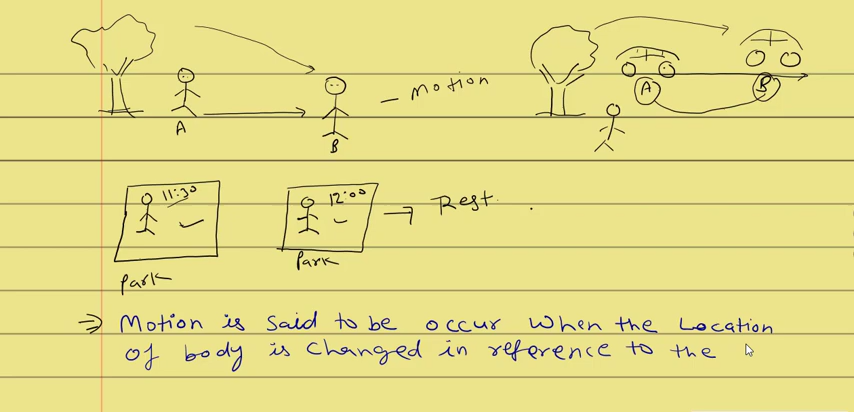 - Motion
A
B
A
B
11:30
12:00
→ Rest.
Park
Park
⇒ Motion is said to be occur when the Location
of body is changed in reference to the